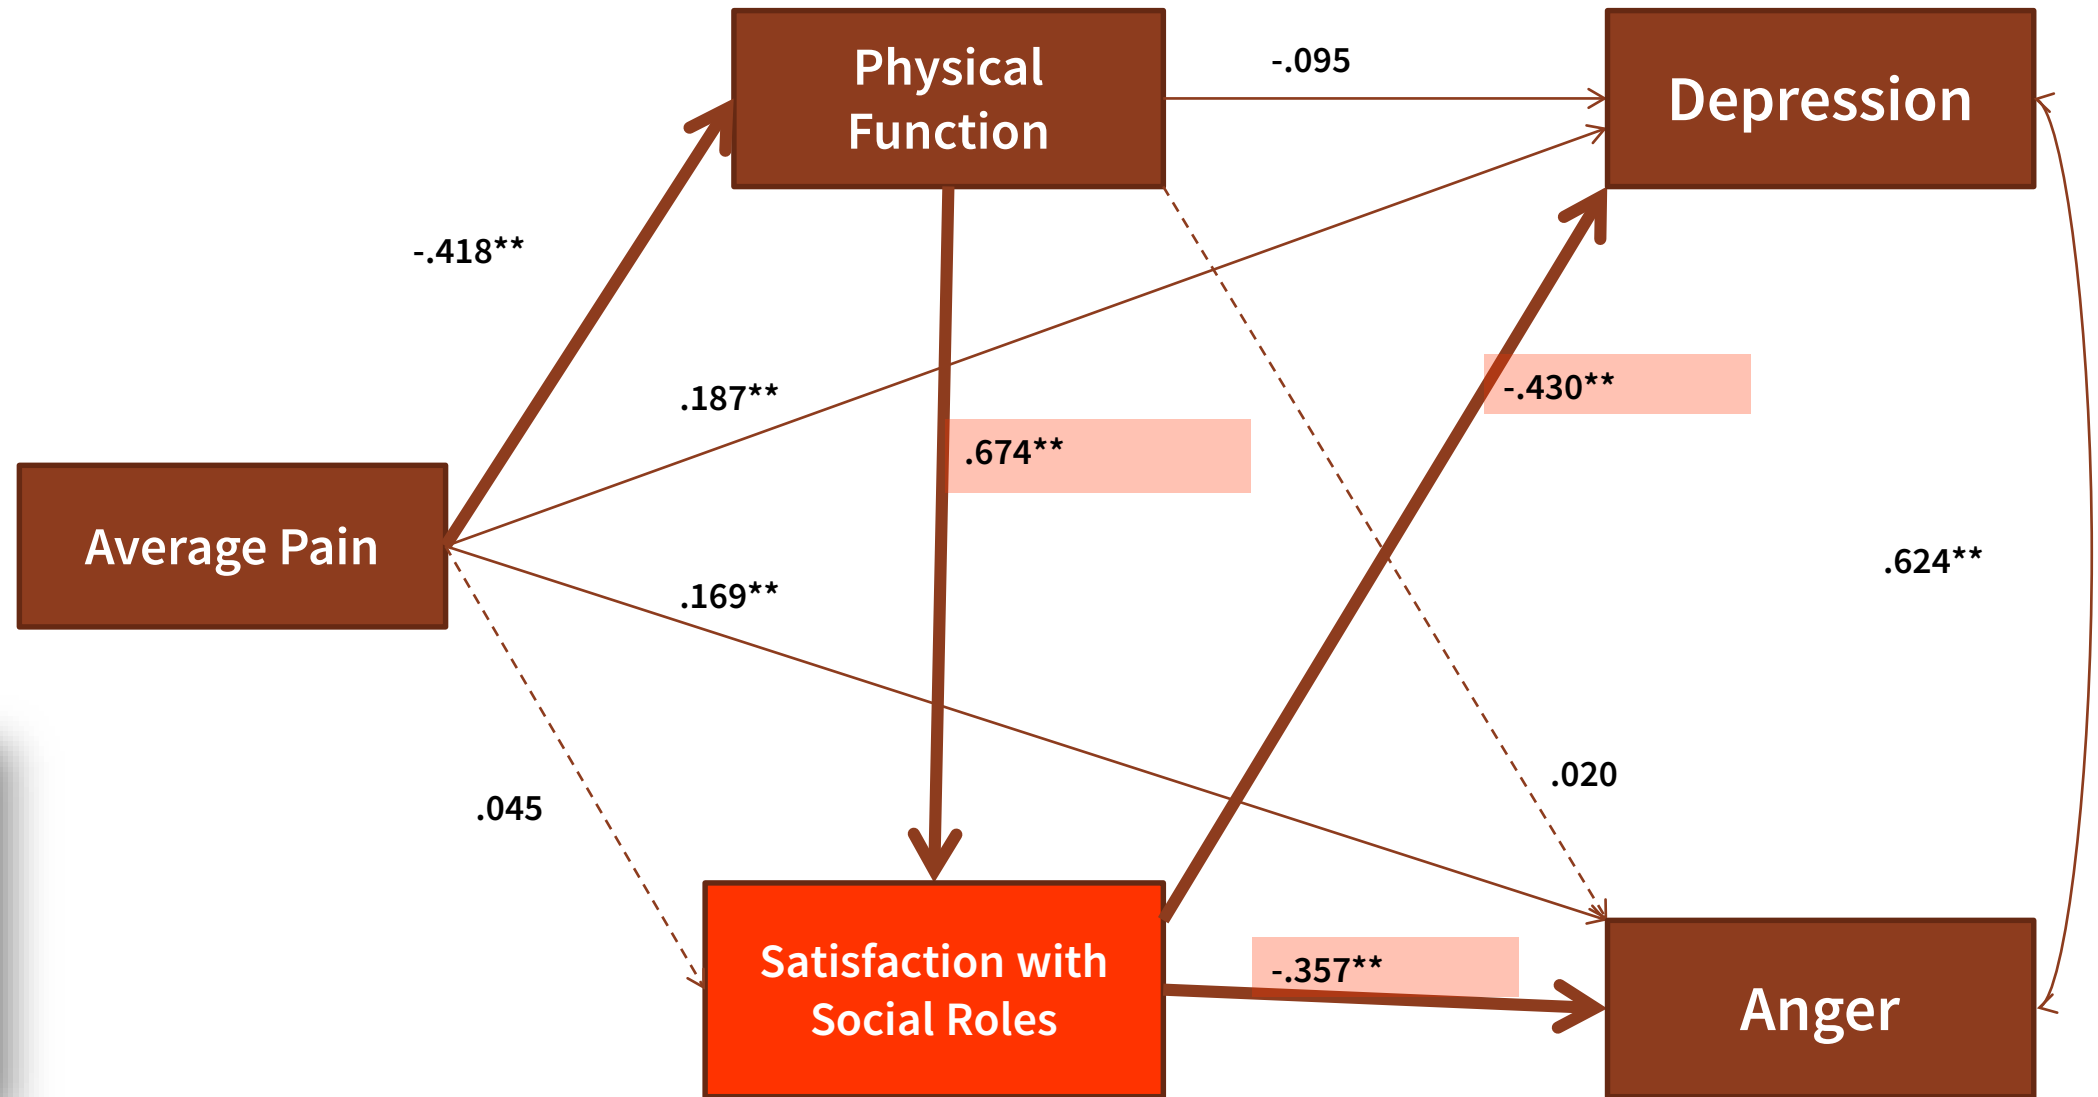 Physical
Function
-.095
Depression
-.418**
.187**
-.430**
.674**
Average Pain
.169**
.624**
.045
.020
Satisfaction with
Social Roles
-.357**
Anger